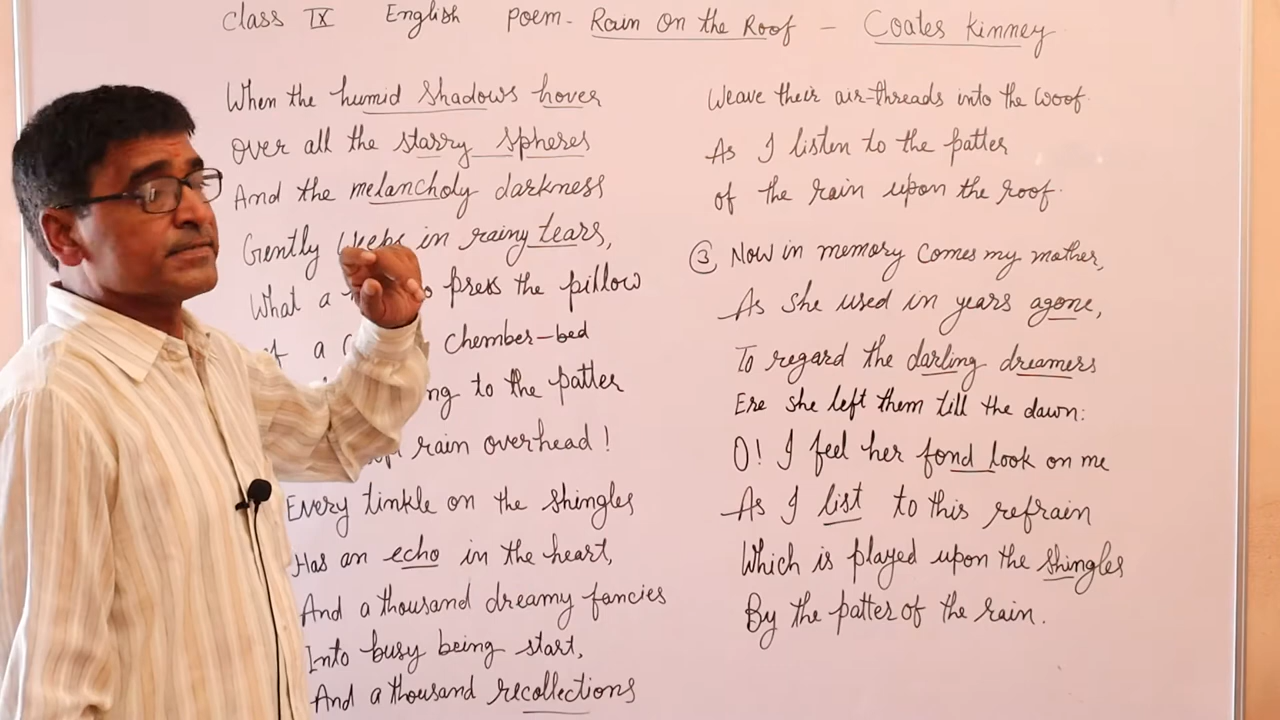 Class IX English Poem - Rain On the Roof - Coates Kinney
When the humid shadows hover
Over all the starry spheres
And the melancholy darkness
Gently weeps in rainy tears,
What a press the pillow
a chember-bed
to the patter
rain overhead!
Every tinkle on the shingles
Has an echo in the heart,
And a thousand dreamy fancies
Into busy being start,
And a thousand recollections
Weave their air-threads into the woof.
As I listen to the patter
of the rain upon the roof.
3 Now in memory comes my mother,
As she used in years agone,
To regard the darling dreamers
Ere she left them till the dawn:
O! I feel her fond look on me
As I list to this refrain
Which is played upon the shingles
By the patter of the rain.